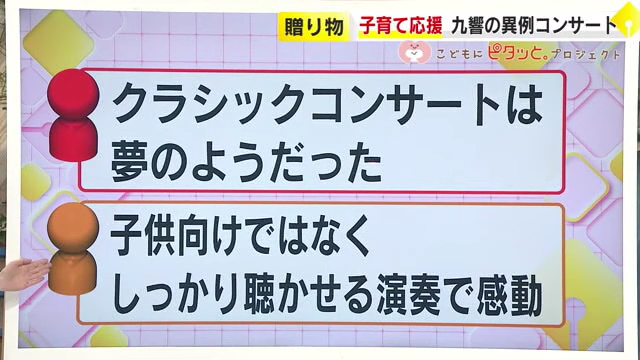 贈り物
子育て応援 九響の異例コンサート
こどもにピタッと。プロジェクト
クラシックコンサートは
夢のようだった
子供向けではなく
しっかり聴かせる演奏で感動